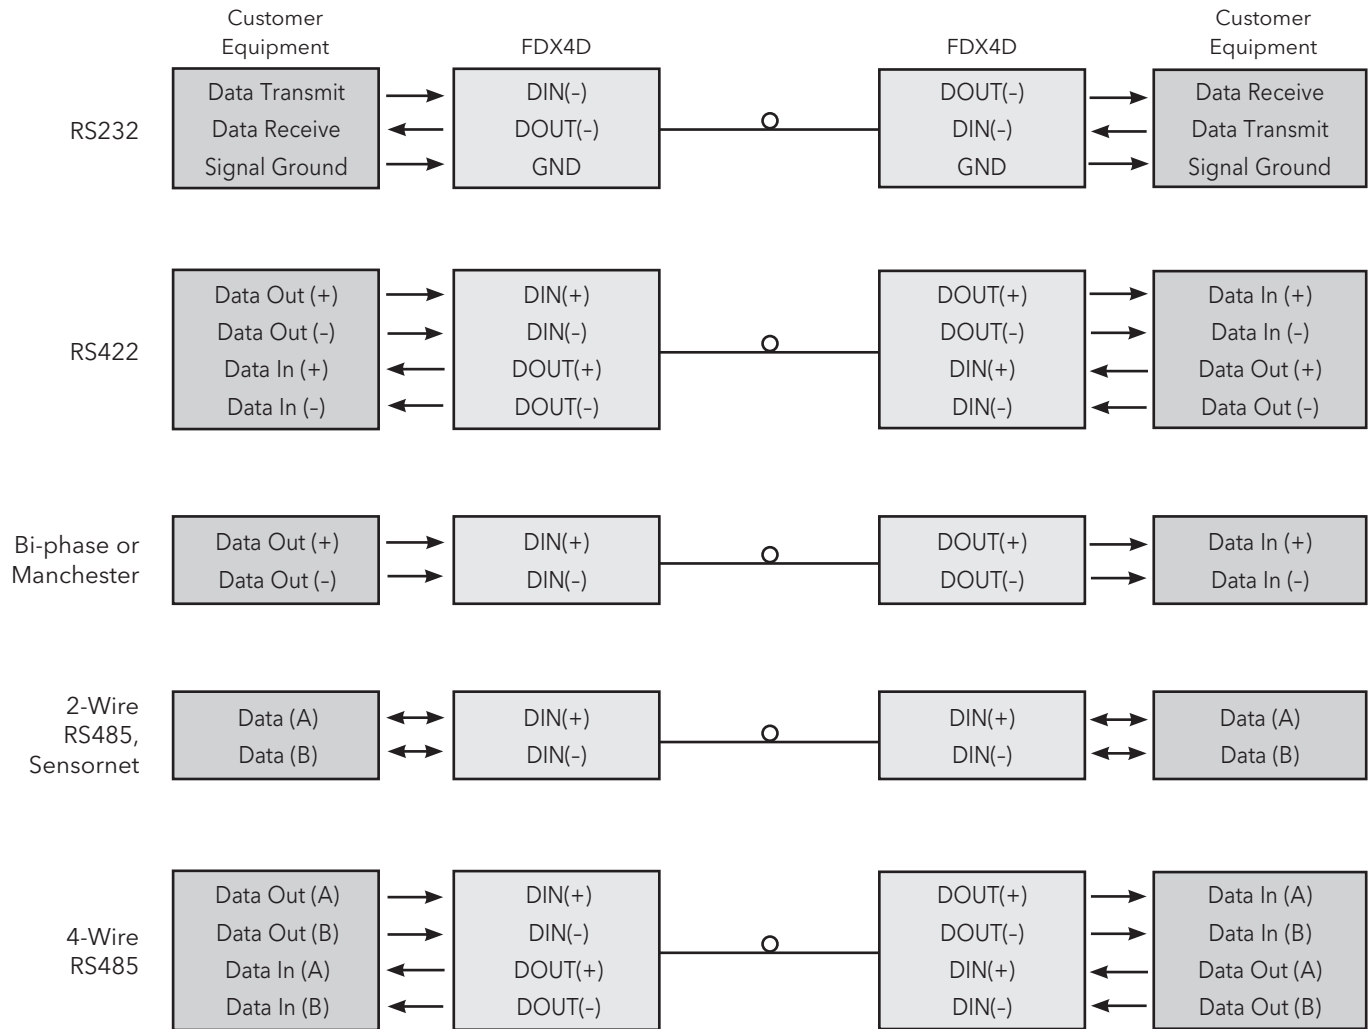 Customer
Equipment
FDX4D
FDX4D
Customer
Equipment
RS232
Data Transmit
Data Receive
Signal Ground
DIN(–)
DOUT(–)
GND
DOUT(–)
DIN(–)
GND
Data Receive
Data Transmit
Signal Ground
RS422
Data Out (+)
Data Out (–)
Data In (+)
Data In (–)
DIN(+)
DIN(–)
DOUT(+)
DOUT(–)
DOUT(+)
DOUT(–)
DIN(+)
DIN(–)
Data In (+)
Data In (–)
Data Out (+)
Data Out (–)
Bi-phase or
Manchester
Data Out (+)
Data Out (–)
DIN(+)
DIN(–)
DOUT(+)
DOUT(–)
Data In (+)
Data In (–)
2-Wire
RS485,
Sensornet
Data (A)
Data (B)
DIN(+)
DIN(–)
DIN(+)
DIN(–)
Data (A)
Data (B)
4-Wire
RS485
Data Out (A)
Data Out (B)
Data In (A)
Data In (B)
DIN(+)
DIN(–)
DOUT(+)
DOUT(–)
DOUT(+)
DOUT(–)
DIN(+)
DIN(–)
Data In (A)
Data In (B)
Data Out (A)
Data Out (B)